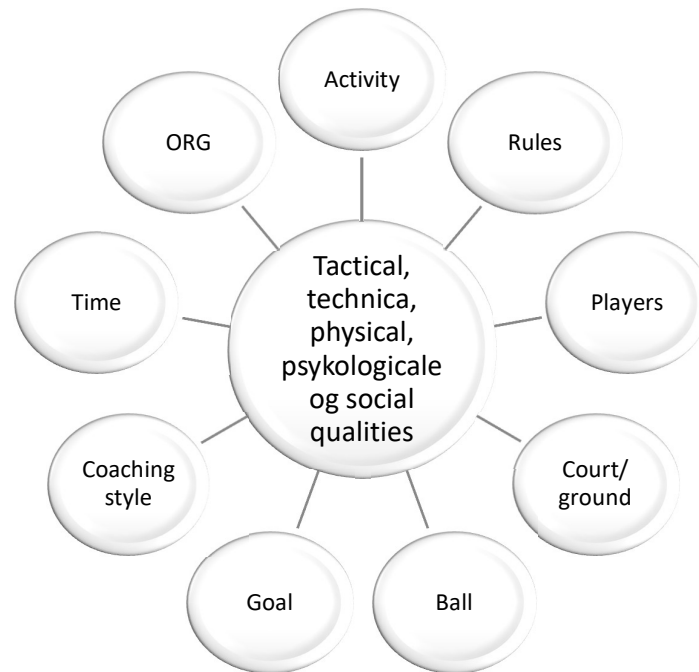 Activity
Rules
Players
Court/
ground
Ball
Goal
Coaching
style
Time
ORG
Tactical,
technica,
physical,
psykologicale
og social
qualities